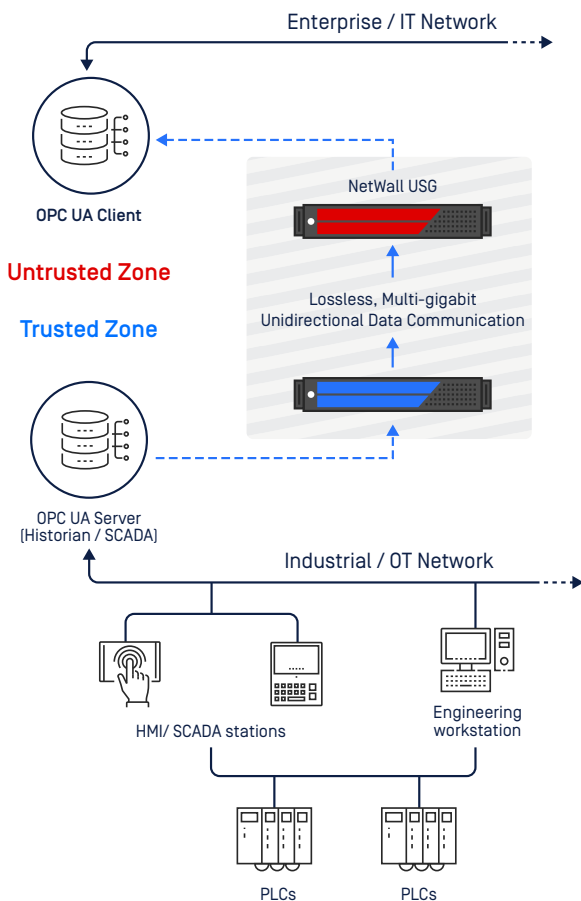 Enterprise / IT Network
OPC UA Client
NetWall USG
Untrusted Zone
Lossless, Multi-gigabit
Unidirectional Data Communication
Trusted Zone
OPC UA Server
(Historian / SCADA)
Industrial / OT Network
HMI/ SCADA stations
Engineering
workstation
PLCs
PLCs